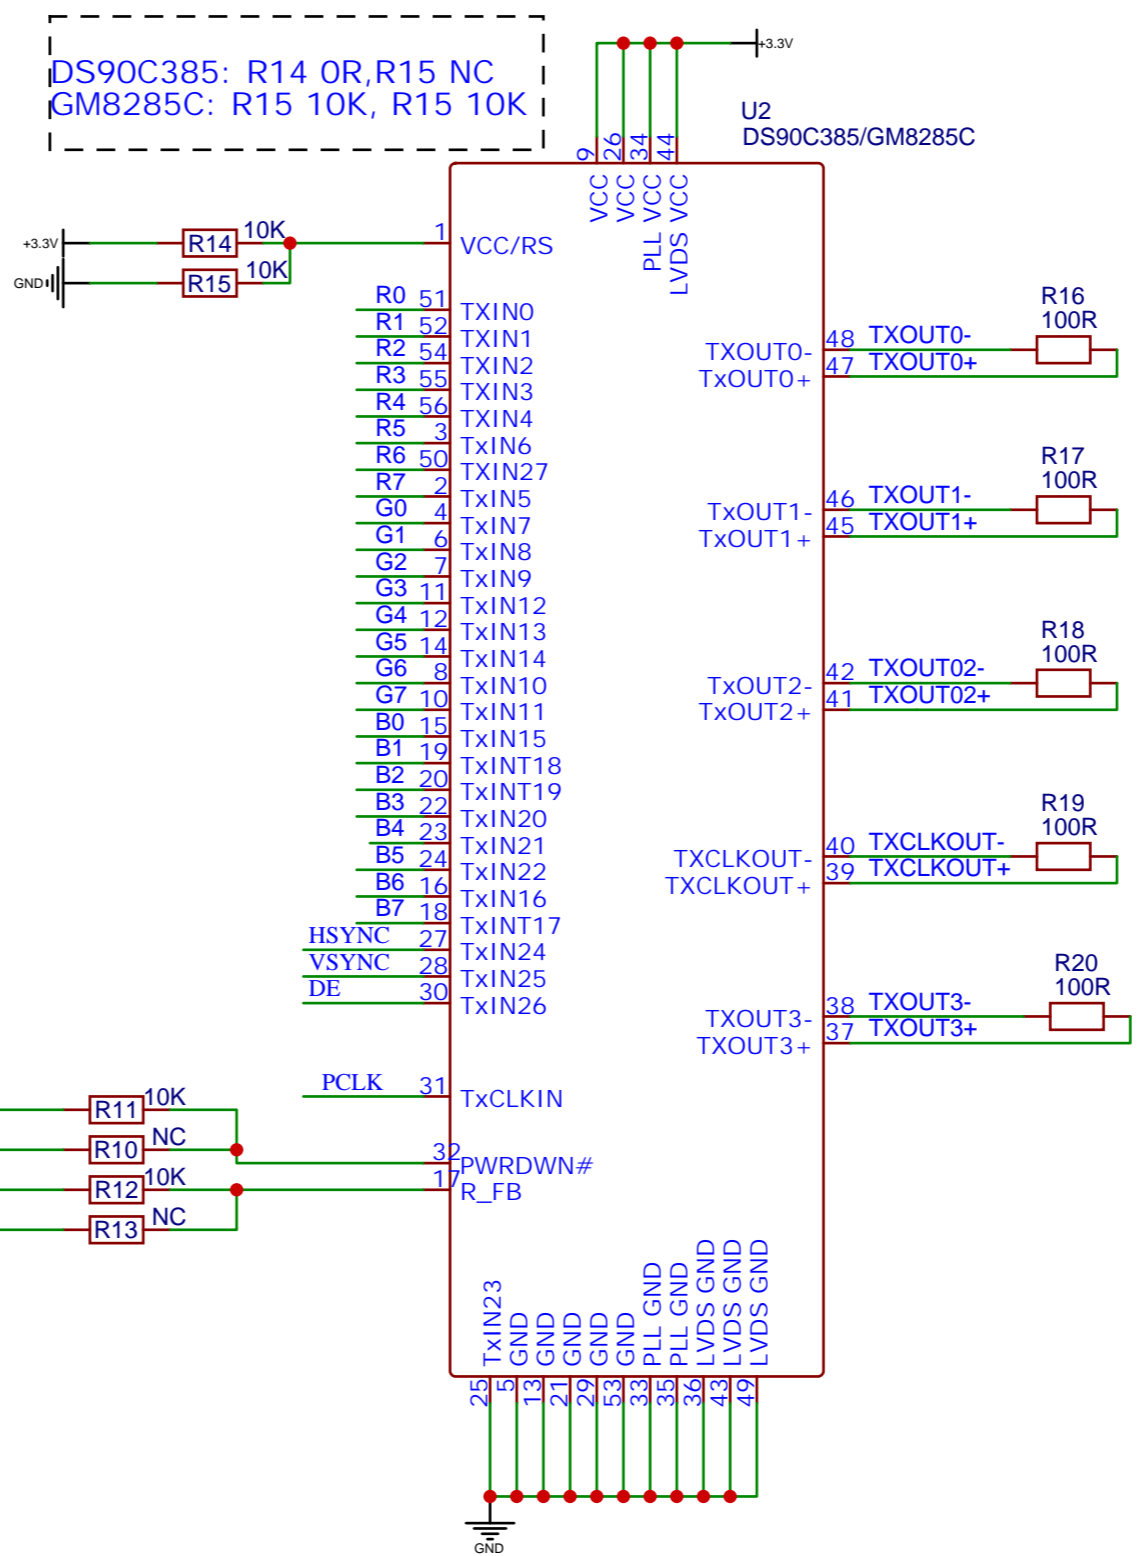 DS90C385: R14 0R,R15 NC
GM8285C: R15 10K, R15 10K
+3.3V
U2
DS90C385/GM8285C
9 26 34 44
VCC VCC PLL VCC LVDS VCC
+3.3V R14 10K 1 VCC/RS
GND R15 10K
R0 51 TXIN0
R1 52 TXIN1
R2 54 TXIN2
R3 55 TXIN3
R4 56 TXIN4
R5 3 TxIN6
R6 50 TXIN27
R7 2 TxIN5
G0 4 TxIN7
G1 6 TxIN8
G2 7 TxIN9
G3 11 TxIN12
G4 12 TxIN13
G5 14 TxIN14
G6 8 TxIN10
G7 10 TxIN11
B0 15 TxIN15
B1 19 TxINT18
B2 20 TxINT19
B3 22 TxIN20
B4 23 TxIN21
B5 24 TxIN22
B6 16 TxIN16
B7 18 TxINT17
HSYNC 27 TxIN24
VSYNC 28 TxIN25
DE 30 TxIN26
PCLK 31 TxCLKIN
R11 10K
R10 NC 32 PWRDWN#
R12 10K 17 R_FB
R13 NC
R16
100R
TXOUT0- 48 TXOUT0-
TxOUT0+ 47 TXOUT0+
R17
100R
TxOUT1- 46 TXOUT1-
TxOUT1+ 45 TXOUT1+
R18
100R
TxOUT2- 42 TXOUT02-
TxOUT2+ 41 TXOUT02+
R19
100R
TXCLKOUT- 40 TXCLKOUT-
TXCLKOUT+ 39 TXCLKOUT+
R20
100R
TXOUT3- 38 TXOUT3-
TXOUT3+ 37 TXOUT3+
TxIN23 GND GND GND GND GND PLL GND PLL GND LVDS GND LVDS GND LVDS GND
25 5 13 21 29 53 33 35 36 43 49
GND